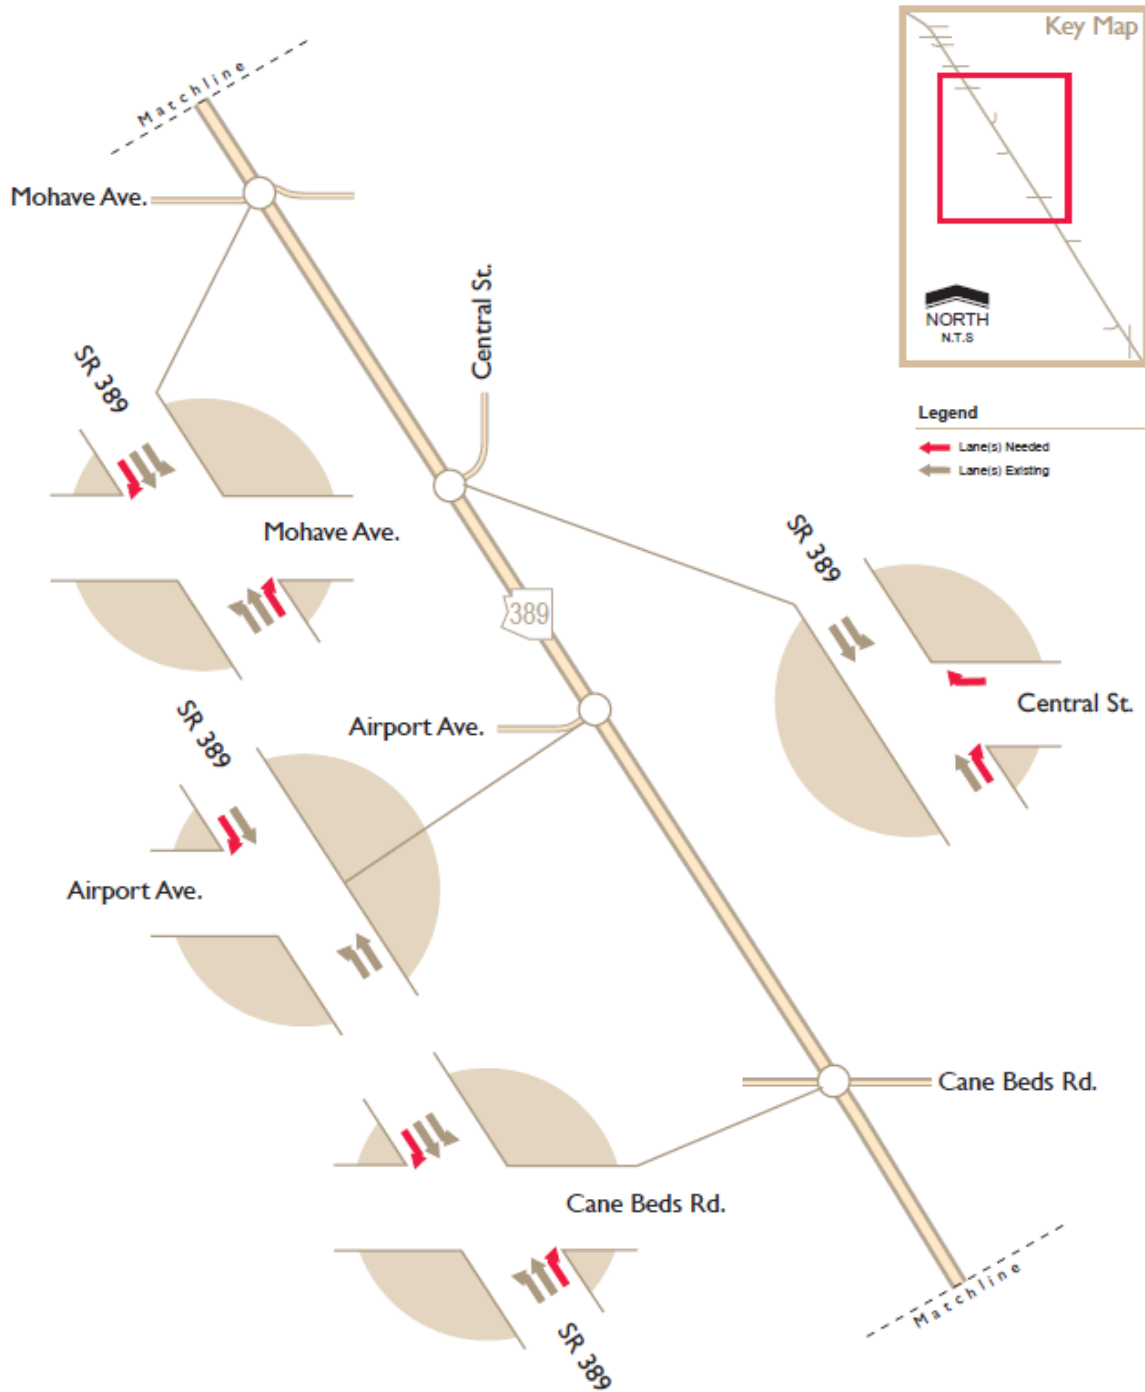 Key Map
Matchline
Mohave Ave.
Central St.
NORTH
N.T.S
SR 389
Legend
Lane(s) Needed
Lane(s) Existing
Mohave Ave.
SR 389
389
SR 389
Airport Ave.
Central St.
Airport Ave.
Cane Beds Rd.
Cane Beds Rd.
Matchline
SR 389